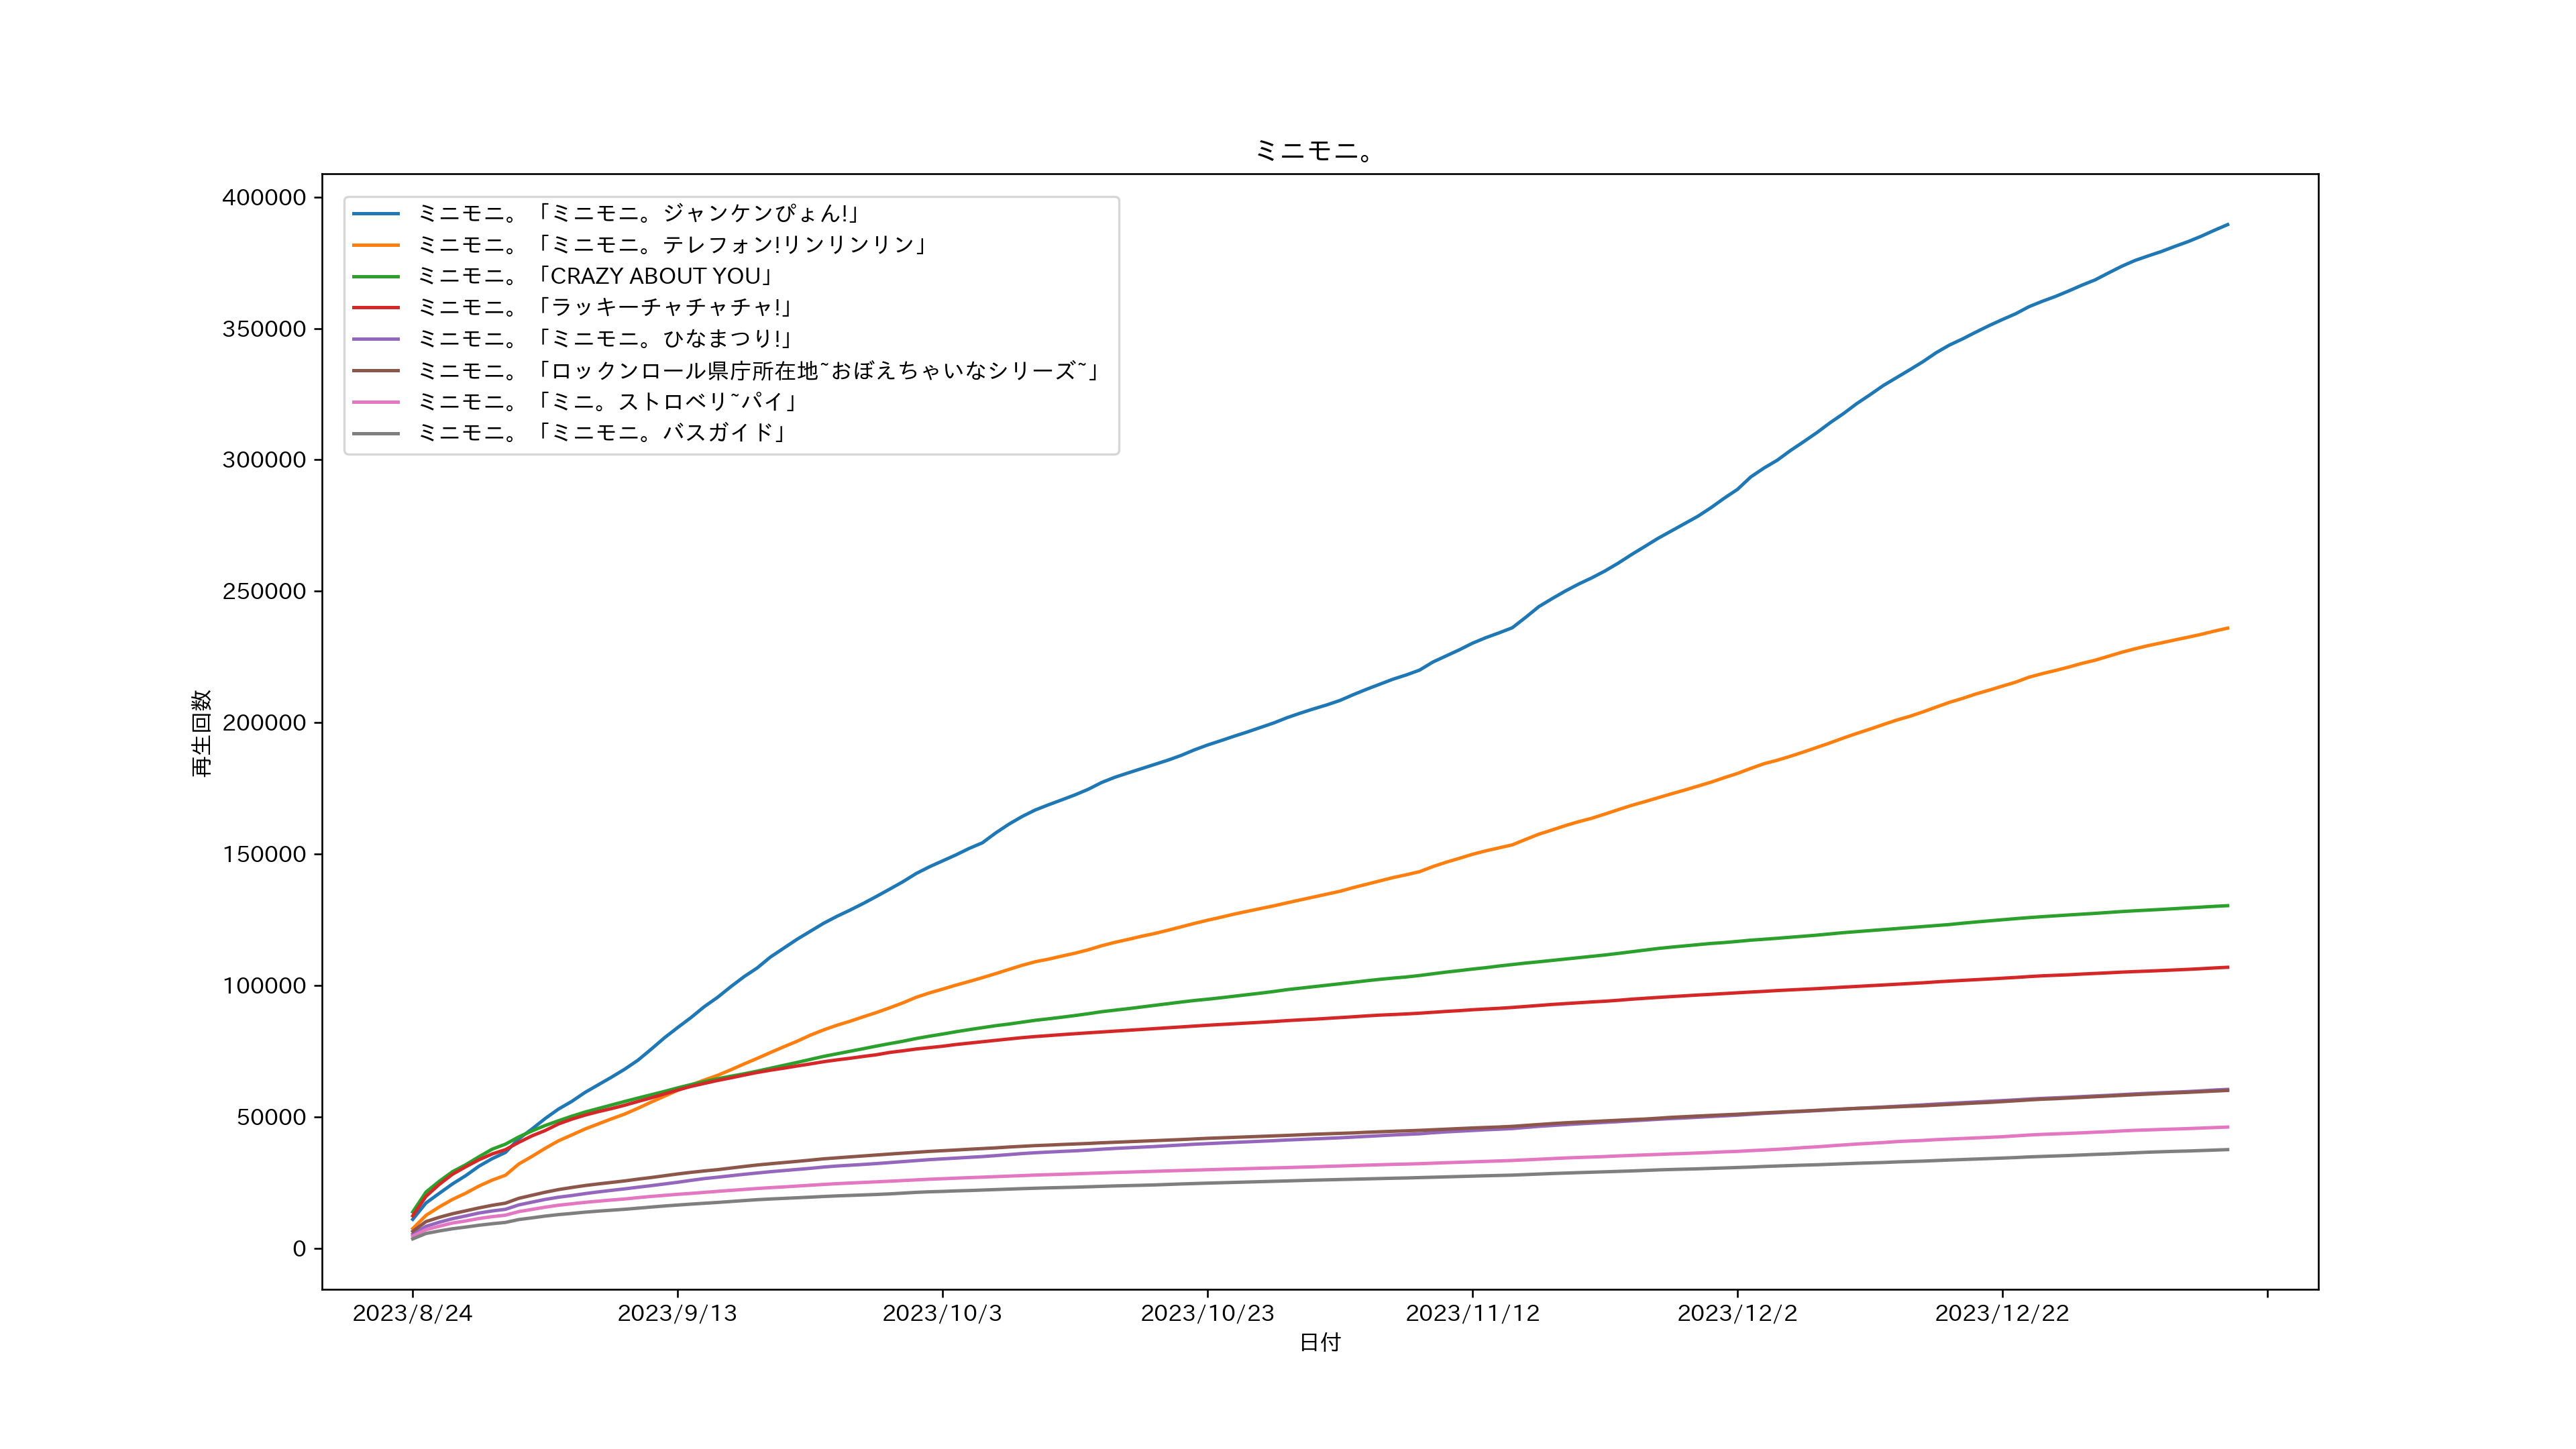 ミニモニ。
400000
350000
300000
250000
200000
150000
100000
50000
0
再生回数
ミニモニ。「ミニモニ。ジャンケンぴょん!」
ミニモニ。「ミニモニ。テレフォン!リンリンリン」
ミニモニ。「CRAZY ABOUT YOU」
ミニモニ。「ラッキーチャチャチャ!」
ミニモニ。「ミニモニ。ひなまつり!」
ミニモニ。「ロックンロール県庁所在地~おぼえちゃいなシリーズ~」
ミニモニ。「ミニ。ストロベリ~パイ」
ミニモニ。「ミニモニ。バスガイド」
2023/8/24
2023/9/13
2023/10/3
2023/10/23
2023/11/12
2023/12/2
2023/12/22
日付